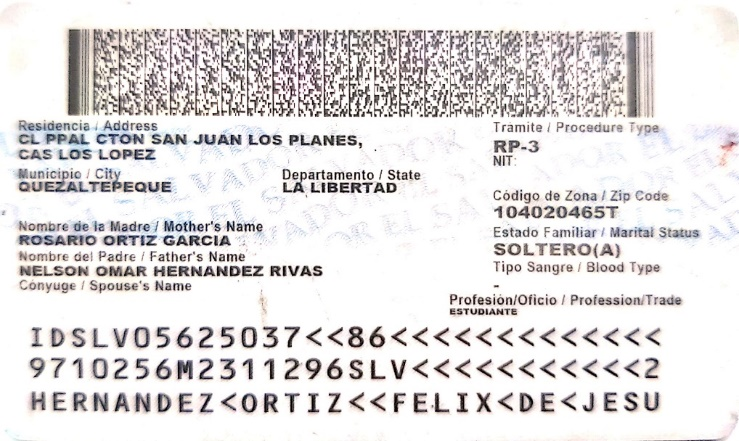 Residencia / Address
CL PPAL CTON SAN JUAN LOS PLANES,
CAS LOS LOPEZ
Municipio / City
QUEZALTEPEQUE
Departamento / State
LA LIBERTAD
Nombre de la Madre / Mother's Name
ROSARIO ORTIZ GARCIA
Nombre del Padre / Father's Name
NELSON OMAR HERNANDEZ RIVAS
Cónyuge / Spouse's Name
Tramite / Procedure Type
RP-3
NIT:
Código de Zona / Zip Code
104020465T
Estado Familiar / Marital Status
SOLTERO(A)
Tipo Sangre / Blood Type
-
Profesión/Oficio / Profession/Trade
ESTUDIANTE
IDSLV05625037<<86<<<<<<<<<<<<<
9710256M2311296SLV<<<<<<<<<<<2
HERNANDEZ<ORTIZ<<FELIX<DE<JESU